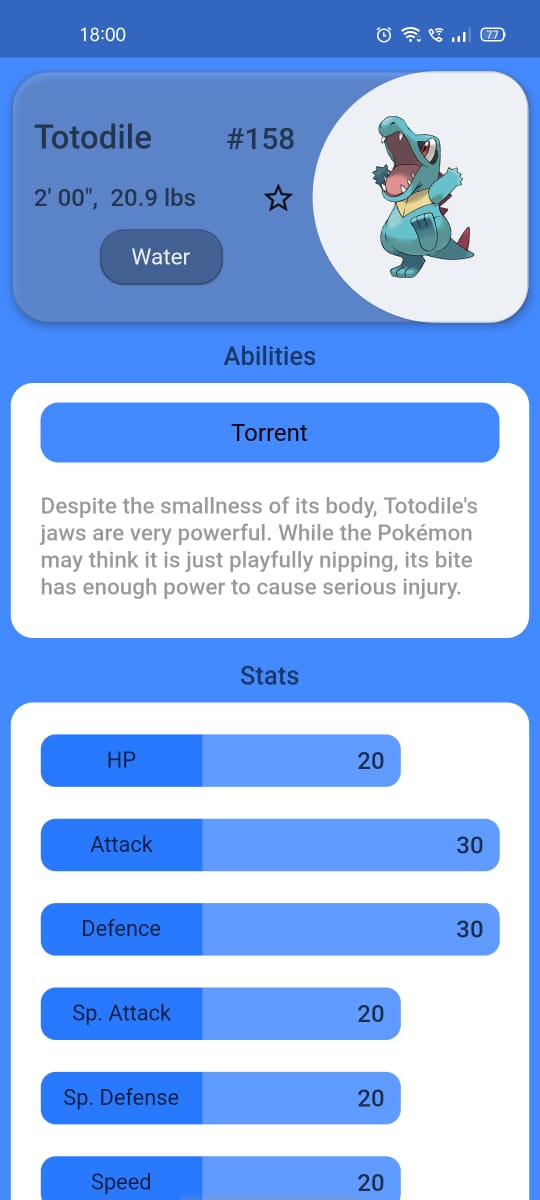 18:00
77
Totodile #158
2' 00", 20.9 lbs
Water
Abilities
Torrent
Despite the smallness of its body, Totodile's
jaws are very powerful. While the Pokémon
may think it is just playfully nipping, its bite
has enough power to cause serious injury.
Stats
HP 20
Attack 30
Defence 30
Sp. Attack 20
Sp. Defense 20
Speed 20